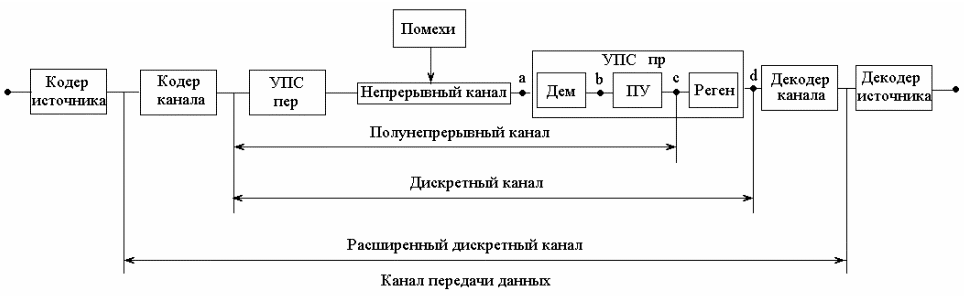 Помехи
Кодер
источника
Кодер
канала
УПС
пер
Непрерывный канал
a
УПС пр
Дем
b
ПУ
c
Реген
d
Декодер
канала
Декодер
источника
Полунепрерывный канал
Дискретный канал
Расширенный дискретный канал
Канал передачи данных